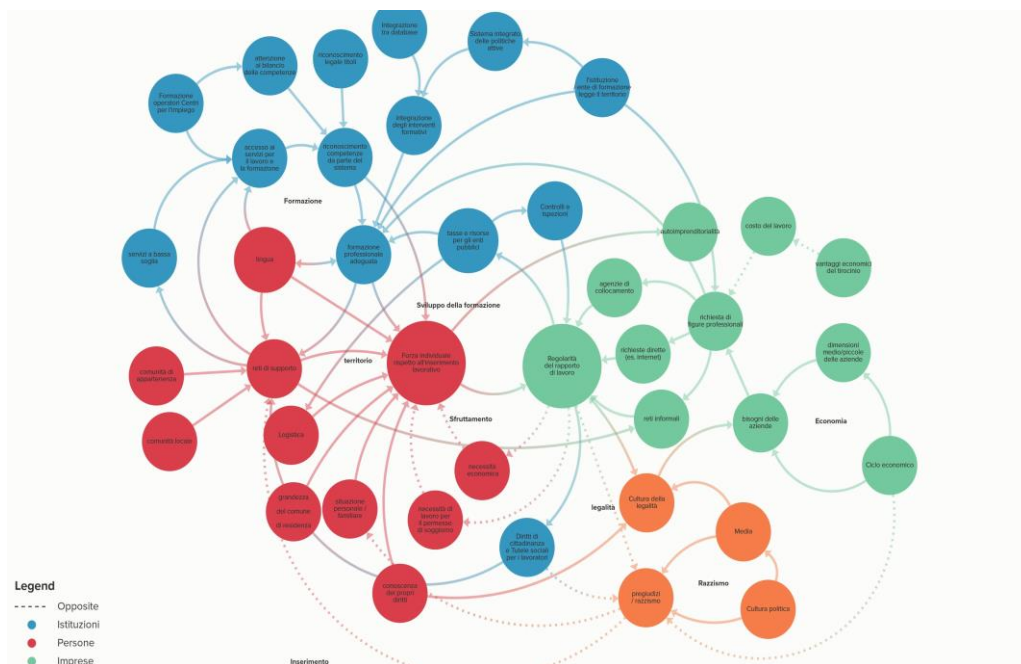 Integrazione
tra database
Sistema integrato
delle politiche
attive
attenzione
al bilancio
delle competenze
riconoscimento
legale titoli
l'istituzione
ente di formazione
legge il territorio
Formazione
operatori Centri
per l'impiego
integrazione
degli interventi
formativi
accesso ai
servizi per
il lavoro e
la formazione
riconoscimento
competenze
da parte del
sistema
Formazione
Controlli e
ispezioni
autoimprenditorialità
costo del lavoro
servizi a bassa
soglia
lingua
formazione
professionale
adeguata
tasse e risorse
per gli enti
pubblici
vantaggi economici
del tirocinio
agenzie di
collocamento
Sviluppo della formazione
richiesta di
figure professionali
dimensioni
medio/piccole
delle aziende
comunità di
appartenenza
reti di supporto
territorio
Forza individuale
rispetto all'inserimento
lavorativo
Regolarità
del rapporto
di lavoro
richieste dirette
(es. Internet)
Sfruttamento
reti informali
Bisogni delle
aziende
Economia
comunità locale
Logistica
necessità
economica
Ciclo economico
grandezza
del comune
di residenza
situazione
personale /
familiare
necessità di
lavoro per il
permesso
di soggiorno
legalità
Cultura della
legalità
Media
Diritti di
cittadinanza
e Tutele sociali
per i lavoratori
Razzismo
conoscenza
dei propri
diritti
pregiudizi
/ razzismo
Cultura politica
Legend
Opposite
Istituzioni
Persone
Imprese
Inserimento